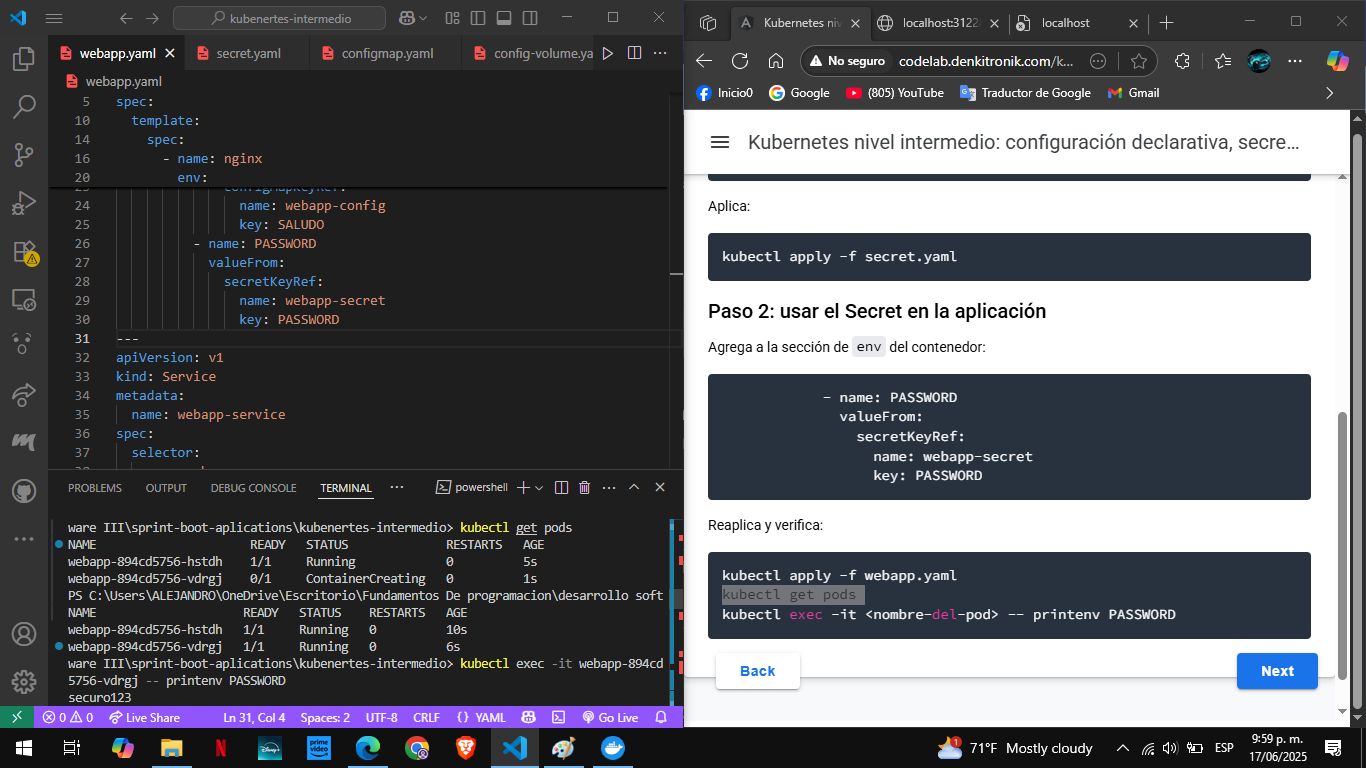 kubenertes-intermedio
webapp.yaml
secret.yaml
configmap.yaml
config-volume.ya
webapp.yaml
5 spec:
10 template:
14 spec:
16 - name: nginx
20 env:
24 name: webapp-config
25 key: SALUDO
26 - name: PASSWORD
27 valueFrom:
28 secretKeyRef:
29 name: webapp-secret
30 key: PASSWORD
31 ---
32 apiVersion: v1
33 kind: Service
34 metadata:
35 name: webapp-service
36 spec:
37 selector:
PROBLEMS OUTPUT DEBUG CONSOLE TERMINAL ··· powershell
ware III\sprint-boot-aplications\kubenertes-intermedio> kubectl get pods
NAME READY STATUS RESTARTS AGE
webapp-894cd5756-hstdh 1/1 Running 0 5s
webapp-894cd5756-vdrgj 0/1 ContainerCreating 0 1s
PS C:\Users\ALEJANDRO\OneDrive\Escritorio\Fundamentos De programacion\desarrollo soft
NAME READY STATUS RESTARTS AGE
webapp-894cd5756-hstdh 1/1 Running 0 10s
webapp-894cd5756-vdrgj 1/1 Running 0 6s
ware III\sprint-boot-aplications\kubenertes-intermedio> kubectl exec -it webapp-894cd
5756-vdrgj -- printenv PASSWORD
securo123
0 0 Live Share Ln 31, Col 4 Spaces: 2 UTF-8 CRLF {} YAML Go Live
Kubernetes niv
localhost:3122
localhost
No seguro codelab.denkitronik.com/k...
Inicio0 Google (805) YouTube Traductor de Google Gmail
Kubernetes nivel intermedio: configuración declarativa, secre...
Aplica:
kubectl apply -f secret.yaml
Paso 2: usar el Secret en la aplicación
Agrega a la sección de env del contenedor:
- name: PASSWORD
valueFrom:
secretKeyRef:
name: webapp-secret
key: PASSWORD
Reaplica y verifica:
kubectl apply -f webapp.yaml
kubectl get pods
kubectl exec -it <nombre-del-pod> -- printenv PASSWORD
Back
Next
prime video
1
71°F Mostly cloudy
ESP
9:59 p. m.
17/06/2025